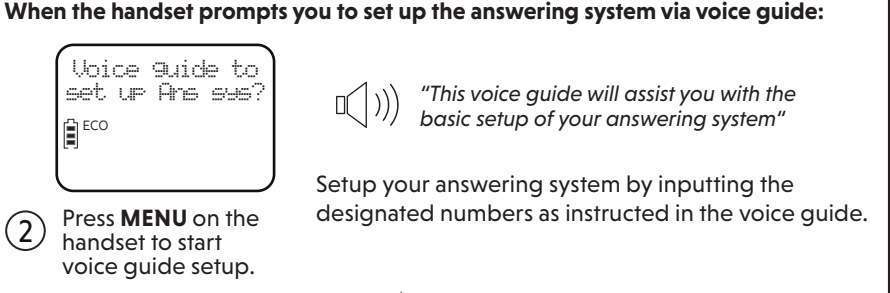 When the handset prompts you to set up the answering system via voice guide:
Voice guide to
set up Ans sys?
ECO
"This voice guide will assist you with the
basic setup of your answering system"
Setup your answering system by inputting the
designated numbers as instructed in the voice guide.
2 Press MENU on the
handset to start
voice guide setup.